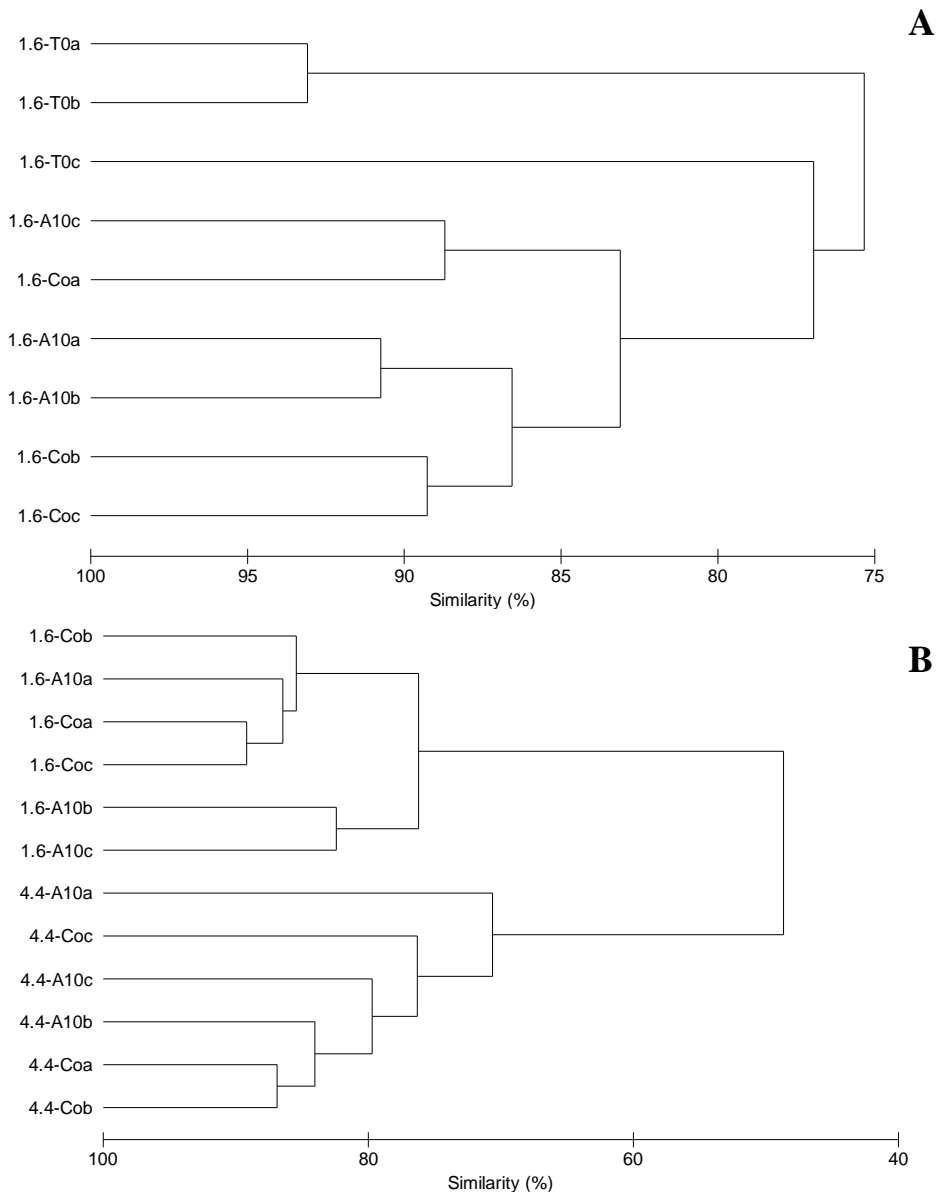 A
1.6-T0a
1.6-T0b
1.6-T0c
1.6-A10c
1.6-Coa
1.6-A10a
1.6-A10b
1.6-Cob
1.6-Coc
100 95 90 85 80 75
Similarity (%)
B
1.6-Cob
1.6-A10a
1.6-Coa
1.6-Coc
1.6-A10b
1.6-A10c
4.4-A10a
4.4-Coc
4.4-A10c
4.4-A10b
4.4-Coa
4.4-Cob
100 80 60 40
Similarity (%)